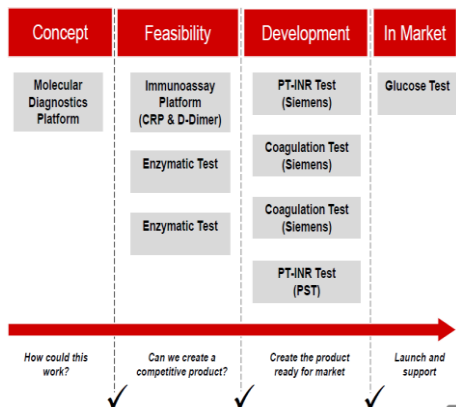 Concept
Feasibility
Development
In Market
Molecular
Diagnostics
Platform
Immunoassay
Platform
(CRP & D-Dimer)
Enzymatic Test
Enzymatic Test
PT-INR Test
(Siemens)
Coagulation Test
(Siemens)
Coagulation Test
(Siemens)
PT-INR Test
(PST)
Glucose Test
How could this
work?
Can we create a
competitive product?
Create the product
ready for market
Launch and
support